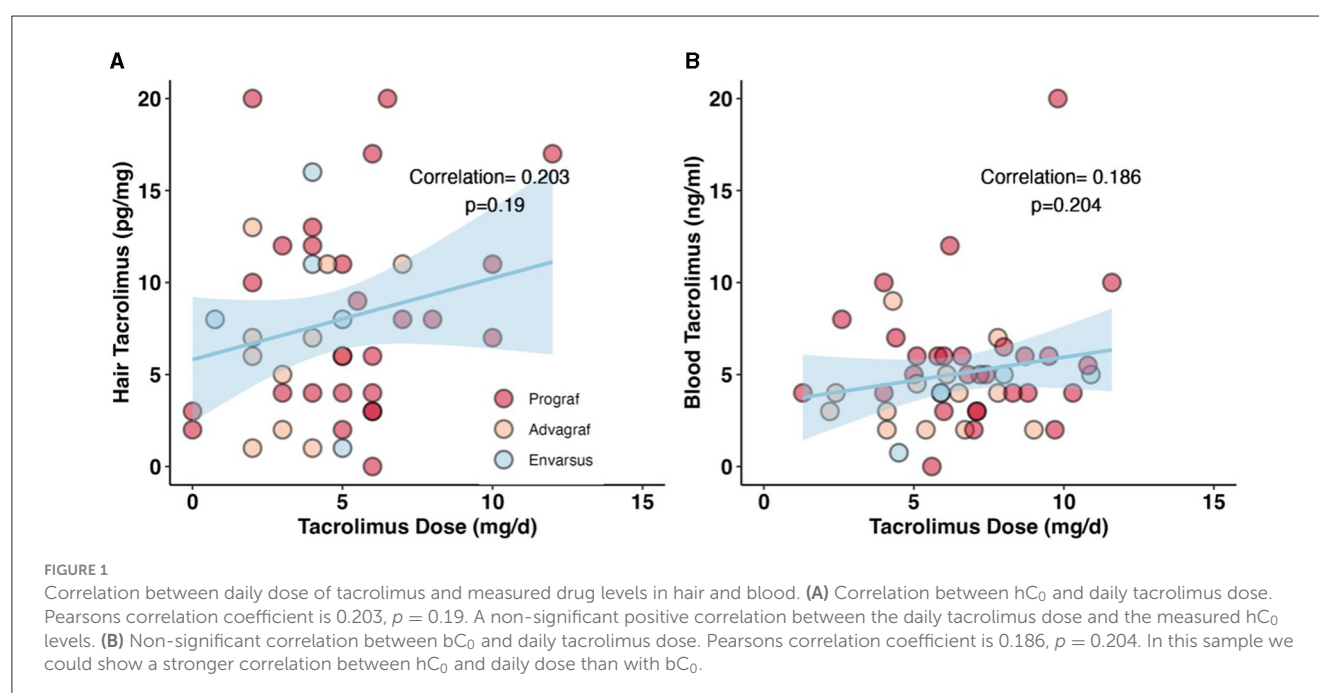 A
20
15
10
5
0
Hair Tacrolimus (pg/mg)
Correlation= 0.203
p=0.19
Prograf
Advagraf
Envarsus
0 5 10 15
Tacrolimus Dose (mg/d)
B
20
15
10
5
0
Blood Tacrolimus (ng/ml)
Correlation= 0.186
p=0.204
0 5 10 15
Tacrolimus Dose (mg/d)
FIGURE 1
Correlation between daily dose of tacrolimus and measured drug levels in hair and blood. (A) Correlation between hC₀ and daily tacrolimus dose.
Pearsons correlation coefficient is 0.203, p = 0.19. A non-significant positive correlation between the daily tacrolimus dose and the measured hC₀
levels. (B) Non-significant correlation between bC₀ and daily tacrolimus dose. Pearsons correlation coefficient is 0.186, p = 0.204. In this sample we
could show a stronger correlation between hC₀ and daily dose than with bC₀.